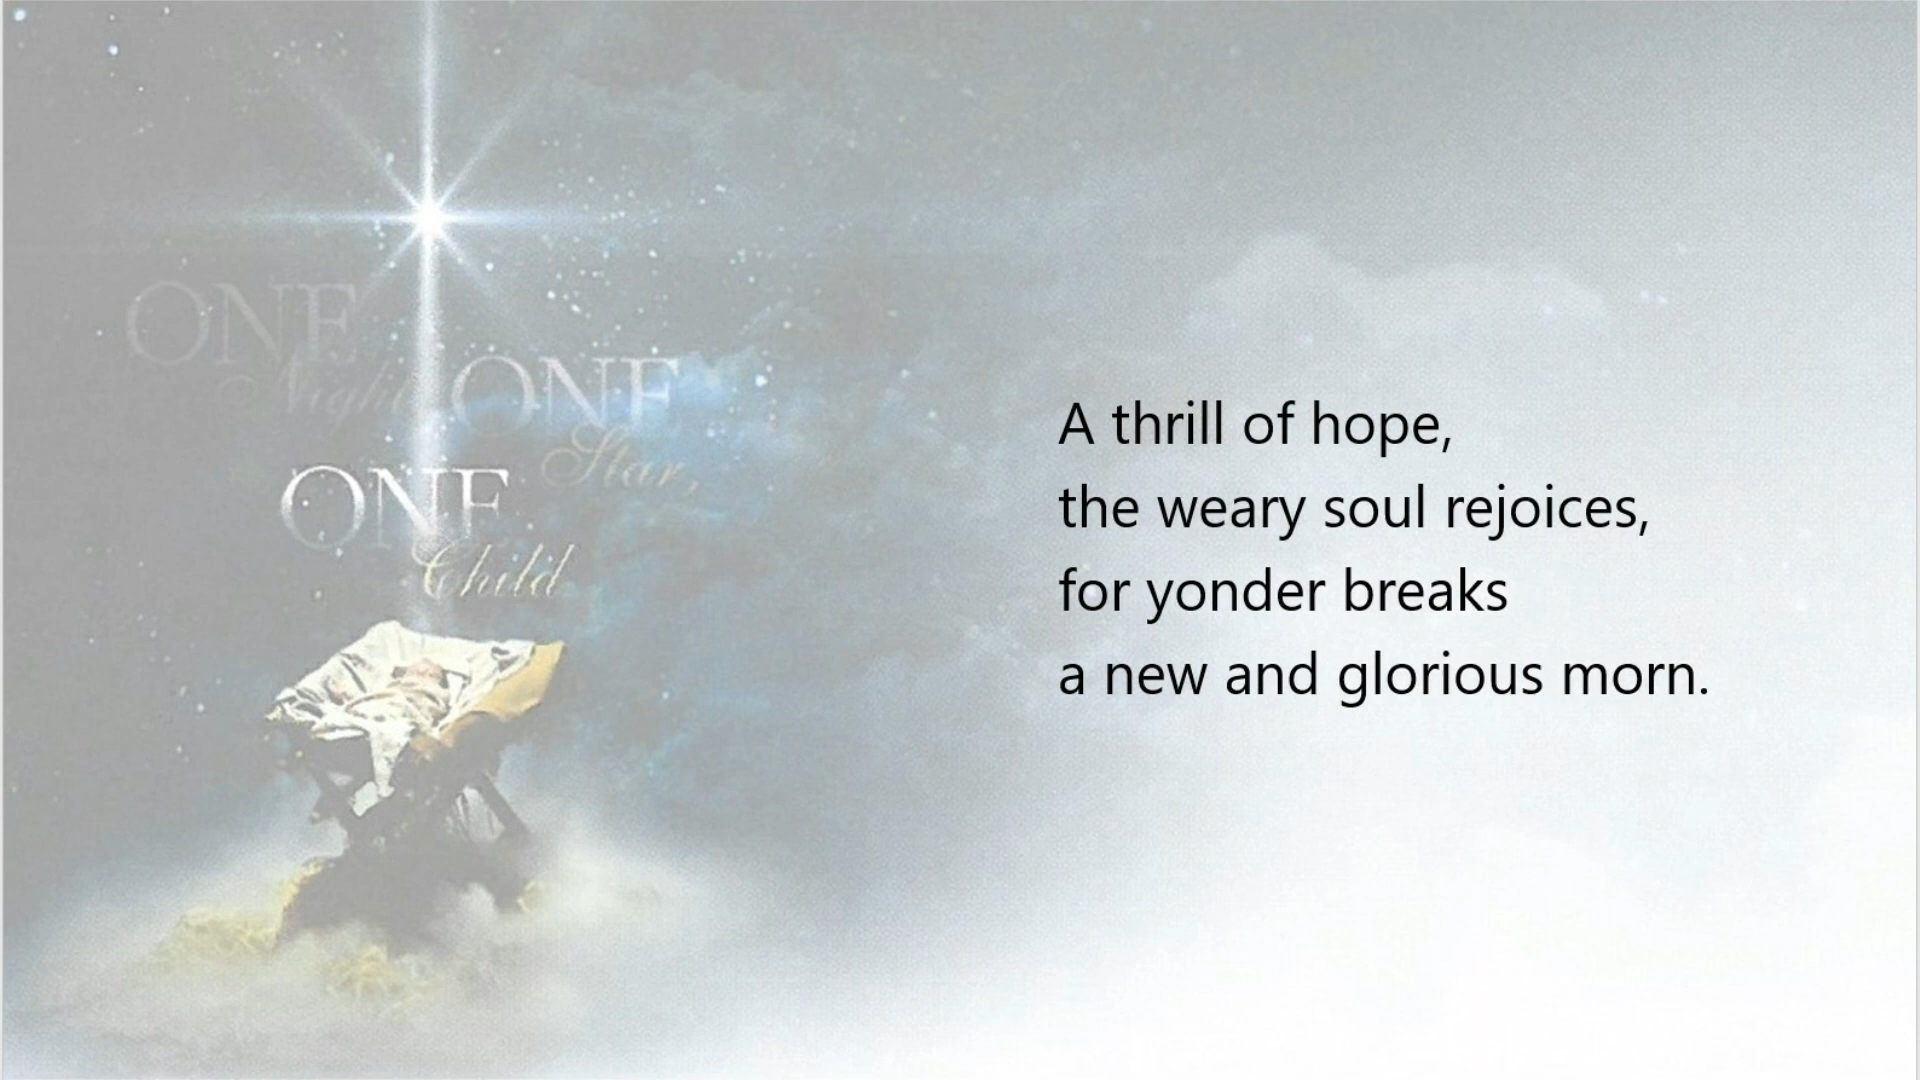 ONE
Night
ONE
Star,
ONE
Child
A thrill of hope,
the weary soul rejoices,
for yonder breaks
a new and glorious morn.